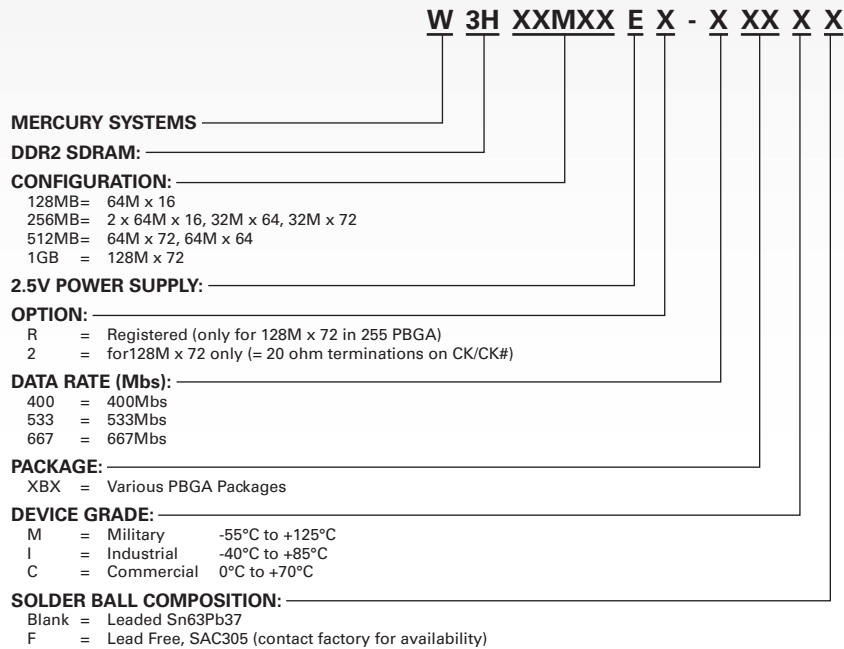 W 3H XXMXX E X - X XX X X
MERCURY SYSTEMS
DDR2 SDRAM:
CONFIGURATION:
128MB= 64M x 16
256MB= 2 x 64M x 16, 32M x 64, 32M x 72
512MB= 64M x 72, 64M x 64
1GB = 128M x 72
2.5V POWER SUPPLY:
OPTION:
R = Registered (only for 128M x 72 in 255 PBGA)
2 = for128M x 72 only (= 20 ohm terminations on CK/CK#)
DATA RATE (Mbs):
400 = 400Mbs
533 = 533Mbs
667 = 667Mbs
PACKAGE:
XBX = Various PBGA Packages
DEVICE GRADE:
M = Military -55°C to +125°C
I = Industrial -40°C to +85°C
C = Commercial 0°C to +70°C
SOLDER BALL COMPOSITION:
Blank = Leaded Sn63Pb37
F = Lead Free, SAC305 (contact factory for availability)